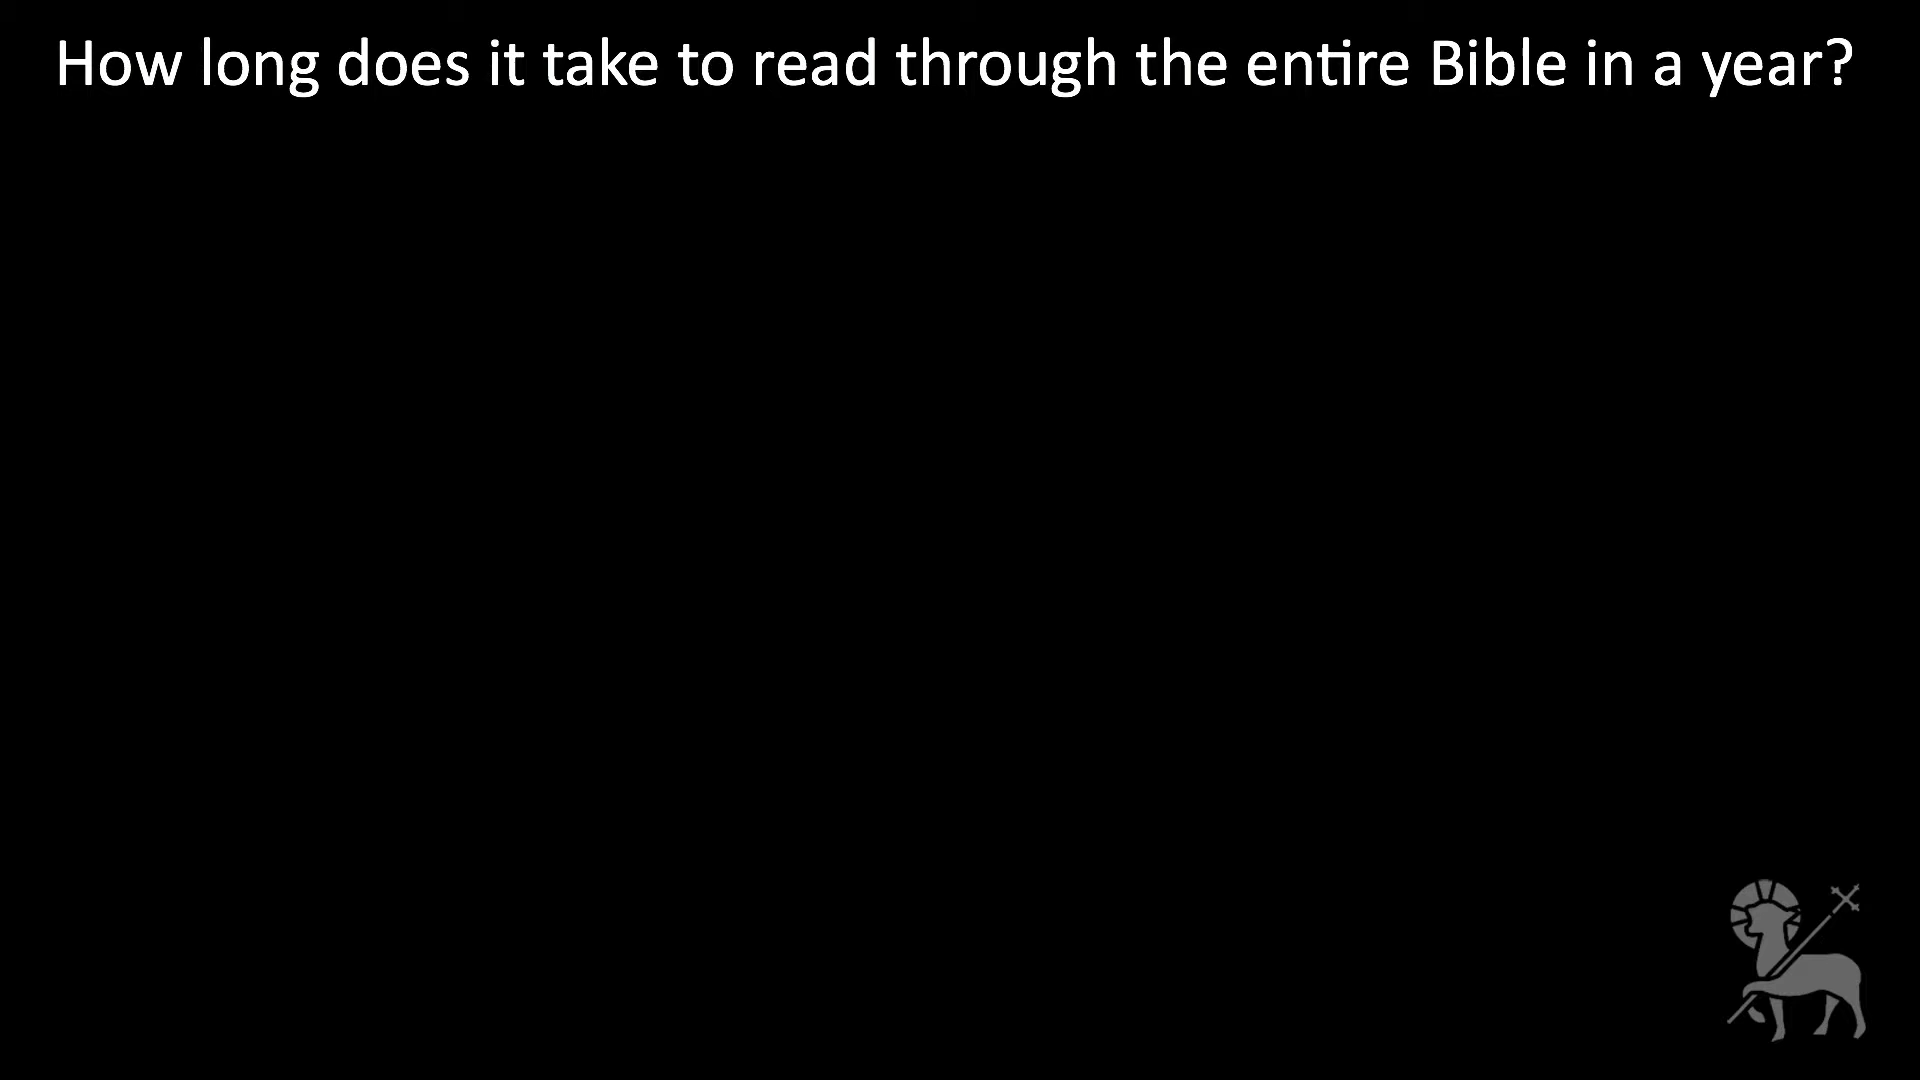 How long does it take to read through the entire Bible in a year?